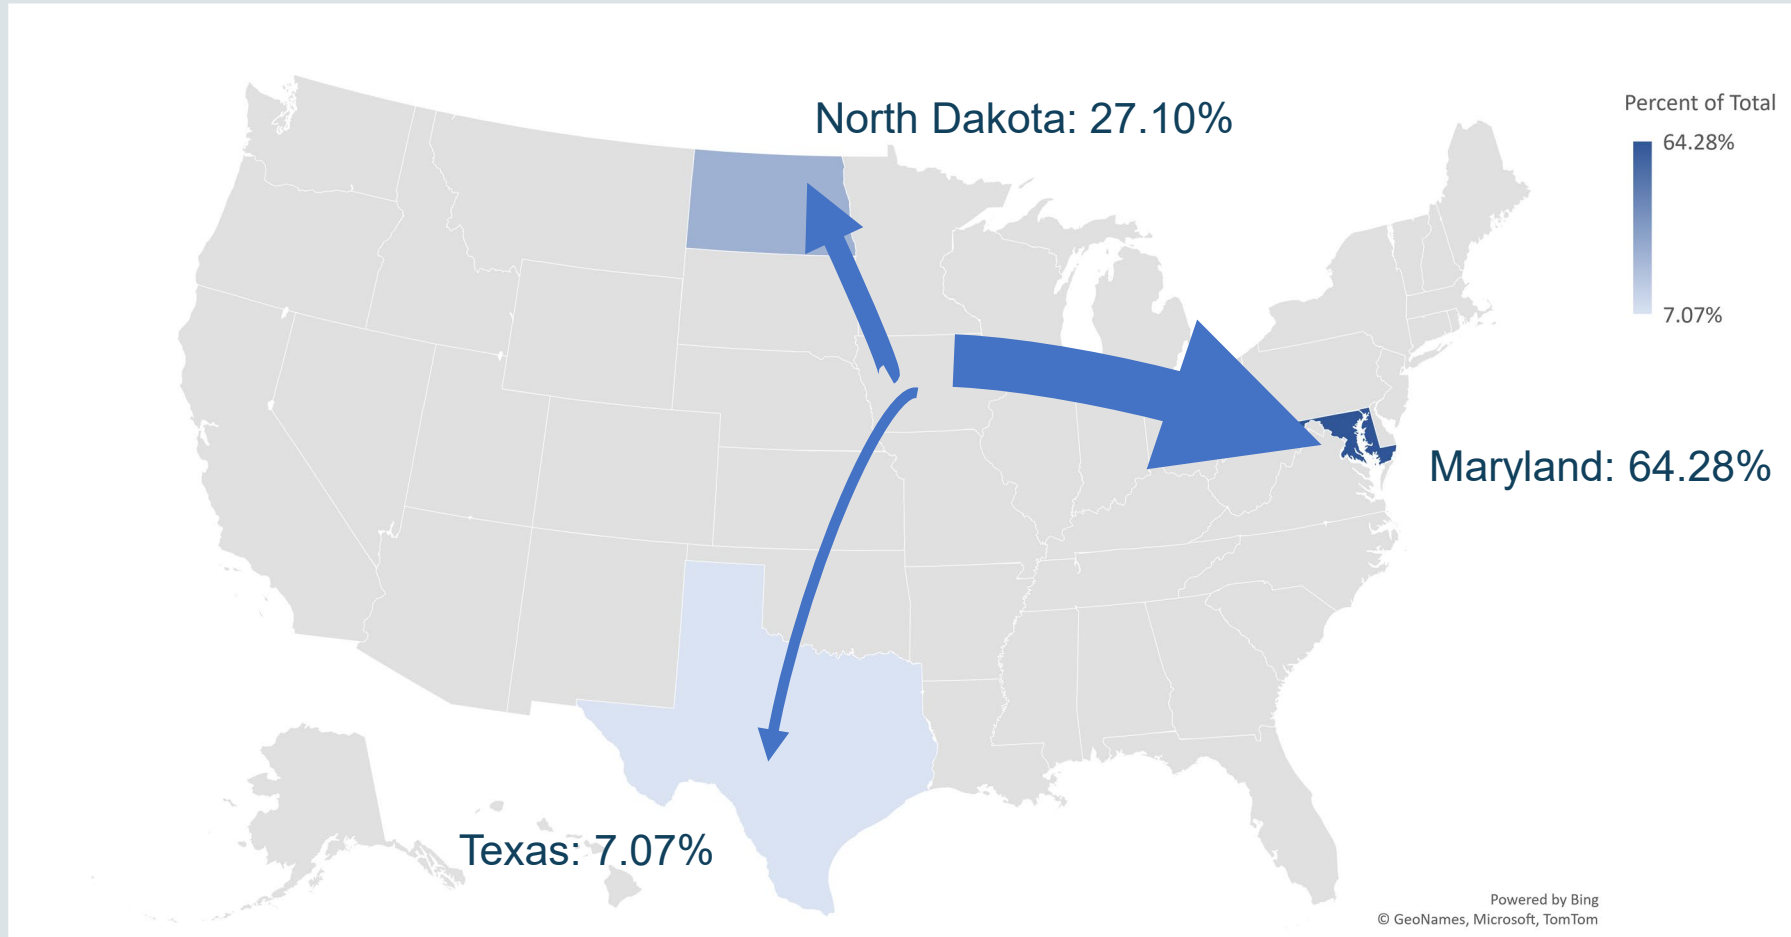 North Dakota: 27.10%
Percent of Total
64.28%
7.07%
Maryland: 64.28%
Texas: 7.07%
Powered by Bing
© GeoNames, Microsoft, TomTom